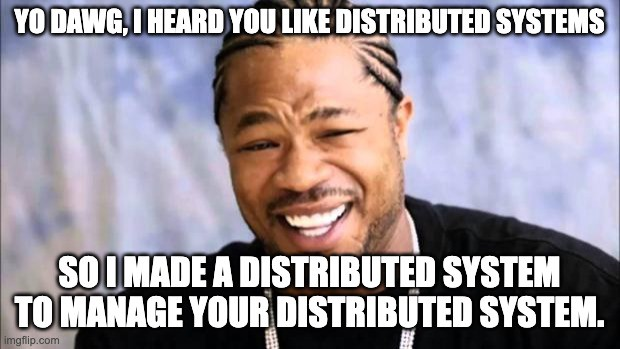 YO DAWG, I HEARD YOU LIKE DISTRIBUTED SYSTEMS
SO I MADE A DISTRIBUTED SYSTEM
TO MANAGE YOUR DISTRIBUTED SYSTEM.
imgflip.com